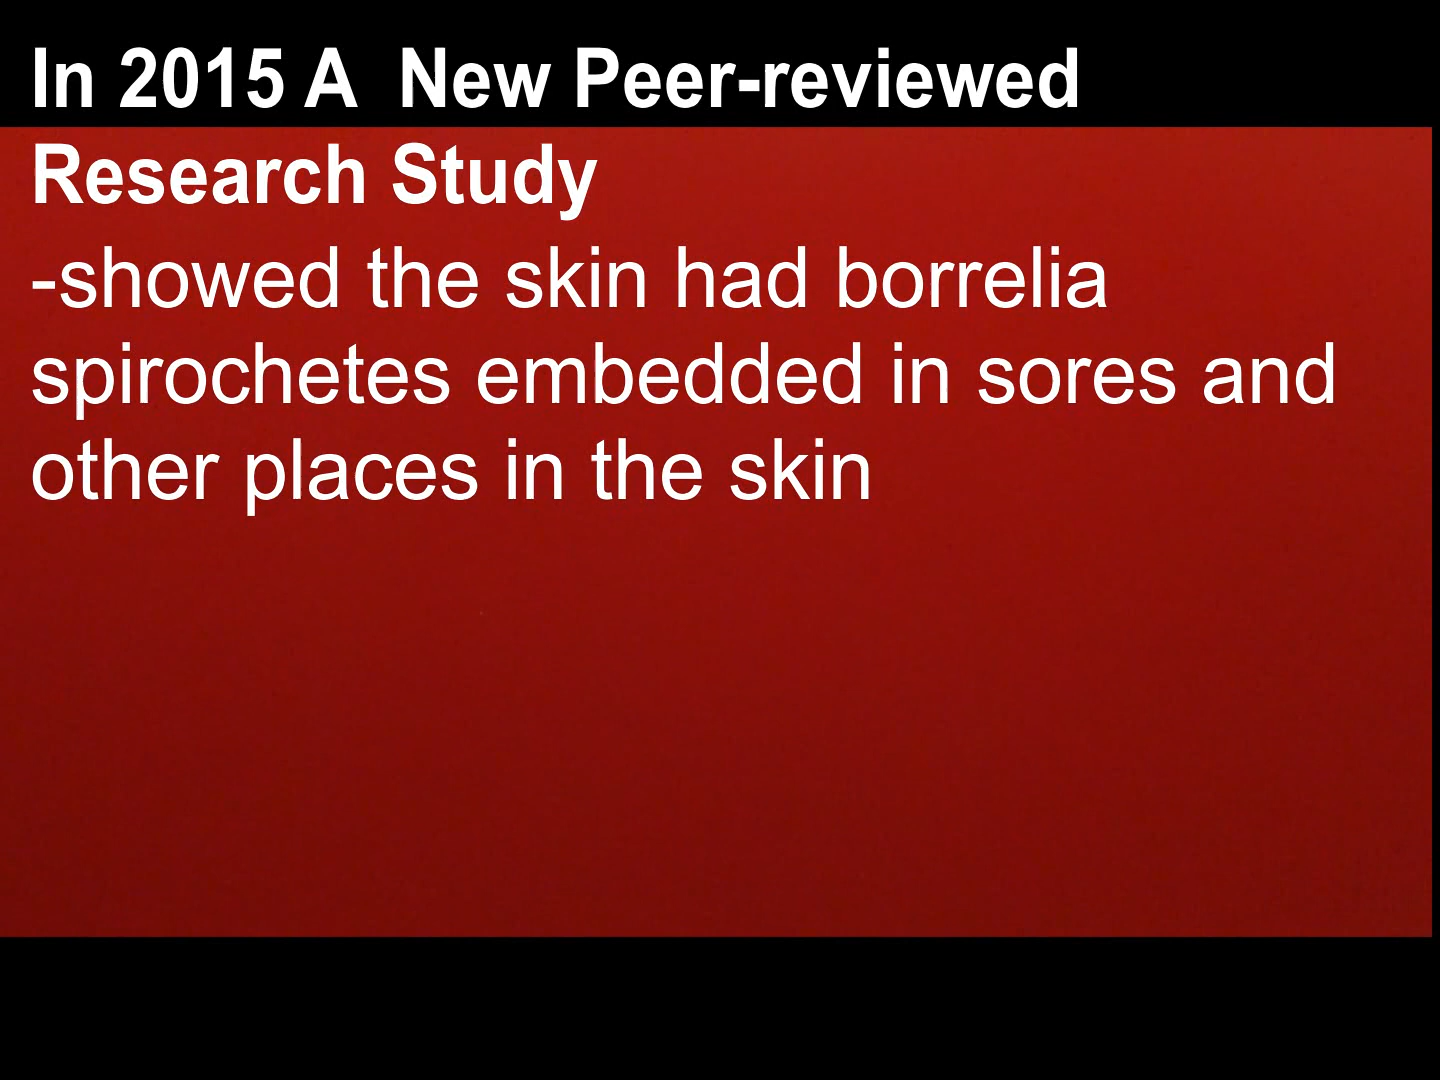 In 2015 A  New Peer-reviewed
Research Study
-showed the skin had borrelia
spirochetes embedded in sores and
other places in the skin